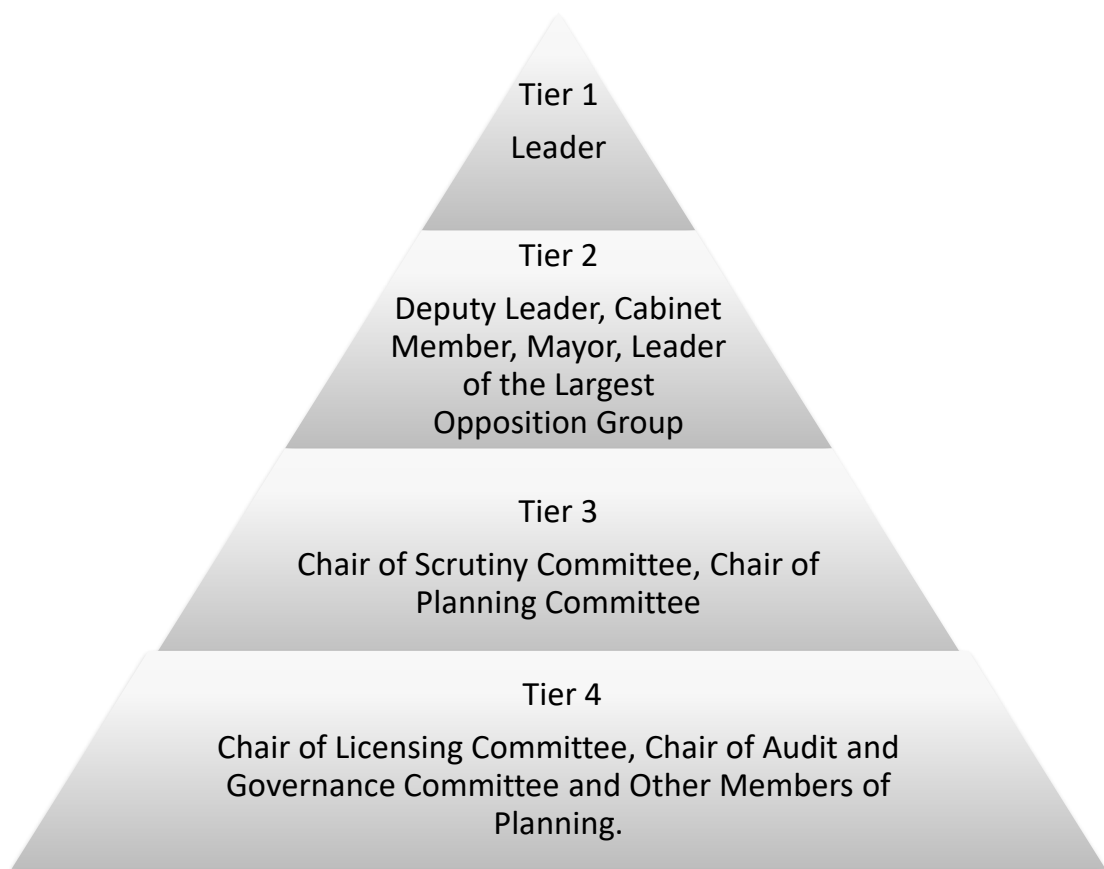 Tier 1
Leader
Tier 2
Deputy Leader, Cabinet
Member, Mayor, Leader
of the Largest
Opposition Group
Tier 3
Chair of Scrutiny Committee, Chair of
Planning Committee
Tier 4
Chair of Licensing Committee, Chair of Audit and
Governance Committee and Other Members of
Planning.